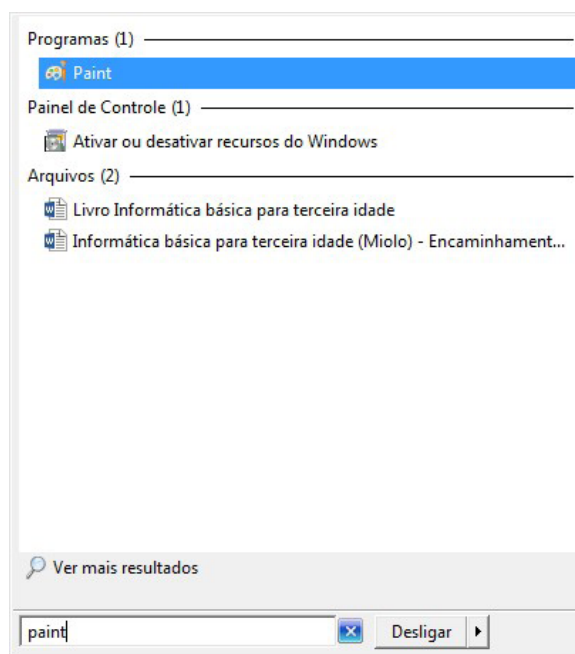 Programas (1)
Paint
Painel de Controle (1)
Ativar ou desativar recursos do Windows
Arquivos (2)
Livro Informática básica para terceira idade
Informática básica para terceira idade (Miolo) - Encaminhament...
Ver mais resultados
paint
Desligar